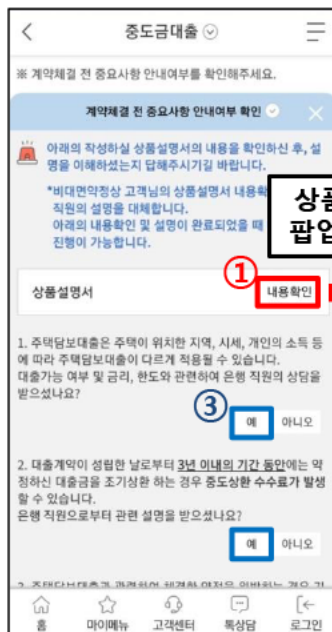 중도금대출
※ 계약체결 전 중요사항 안내여부를 확인해주세요.
계약체결 전 중요사항 안내여부 확인
아래의 작성하실 상품설명서의 내용을 확인하신 후, 설
명을 이해하셨는지 답해주시기길 바랍니다.
*비대면약정상 고객님의 상품설명서 내용확
직원의 설명을 대체합니다.
아래의 내용확인 및 설명이 완료되었을 때
진행이 가능합니다.
상품
팝업
①
상품설명서
내용확인
1. 주택담보대출은 주택이 위치한 지역, 시세, 개인의 소득 등
에 따라 주택담보대출이 다르게 적용될 수 있습니다.
대출가능 여부 및 금리, 한도와 관련하여 은행 직원의 상담을
받으셨나요?
③
예 아니오
2. 대출계약이 성립한 날로부터 3년 이내의 기간 동안에는 약
정하신 대출금을 조기상환 하는 경우 중도상환 수수료가 발생
할 수 있습니다.
은행 직원으로부터 관련 설명을 받으셨나요?
예 아니오
홈 마이메뉴 고객센터 톡상담 로그인